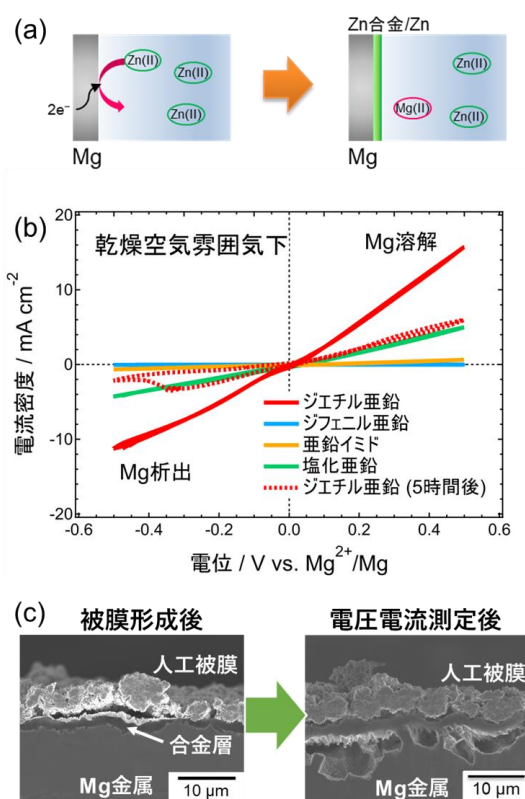 (a)
Zn合金/Zn
Zn(II)
Zn(II)
Zn(II)
2e⁻
Mg
Zn(II)
Mg(II)
Zn(II)
Mg
(b)
乾燥空気雰囲気下
Mg溶解
Mg析出
ジエチル亜鉛
ジフェニル亜鉛
亜鉛イミド
塩化亜鉛
ジエチル亜鉛 (5時間後)
電流密度 / mA cm⁻²
20
10
0
-10
-20
-0.6 -0.4 -0.2 0.0 0.2 0.4 0.6
電位 / V vs. Mg²⁺/Mg
(c)
被膜形成後
電圧電流測定後
人工被膜
合金層
Mg金属
10 μm
人工被膜
Mg金属
10 μm